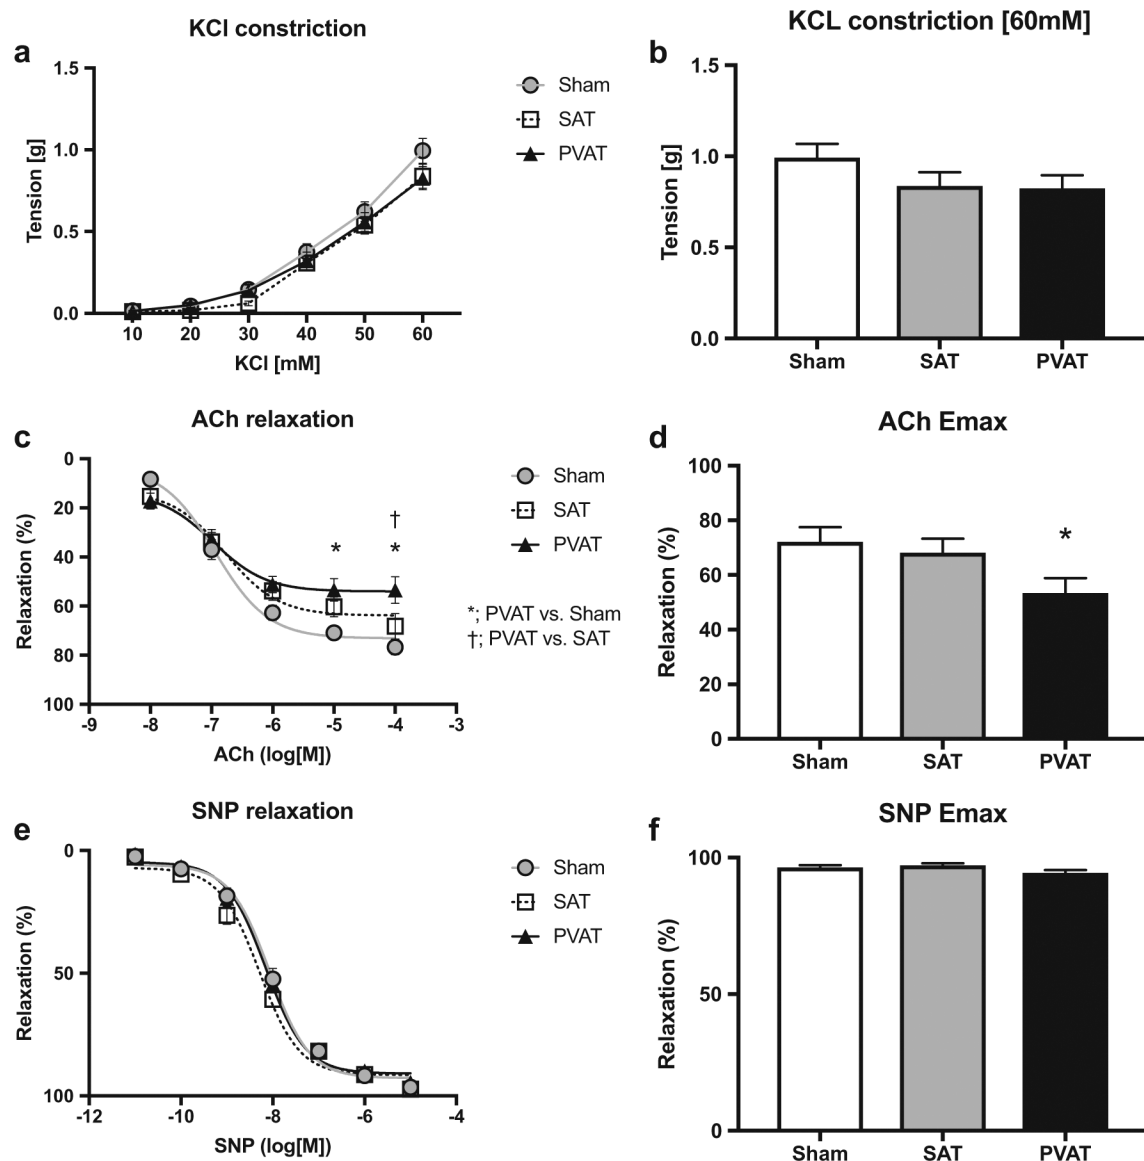 KCl constriction
a
1.5
1.0
0.5
0.0
Tension [g]
10 20 30 40 50 60
KCl [mM]
Sham
SAT
PVAT
KCL constriction [60mM]
b
1.5
1.0
0.5
0.0
Tension [g]
Sham SAT PVAT
ACh relaxation
c
0
20
40
60
80
100
Relaxation (%)
-9 -8 -7 -6 -5 -4 -3
ACh (log[M])
†
* *
Sham
SAT
PVAT
*; PVAT vs. Sham
†; PVAT vs. SAT
ACh Emax
d
100
80
60
40
20
0
Relaxation (%)
*
Sham SAT PVAT
SNP relaxation
e
0
50
100
Relaxation (%)
-12 -10 -8 -6 -4
SNP (log[M])
Sham
SAT
PVAT
SNP Emax
f
100
50
0
Relaxation (%)
Sham SAT PVAT